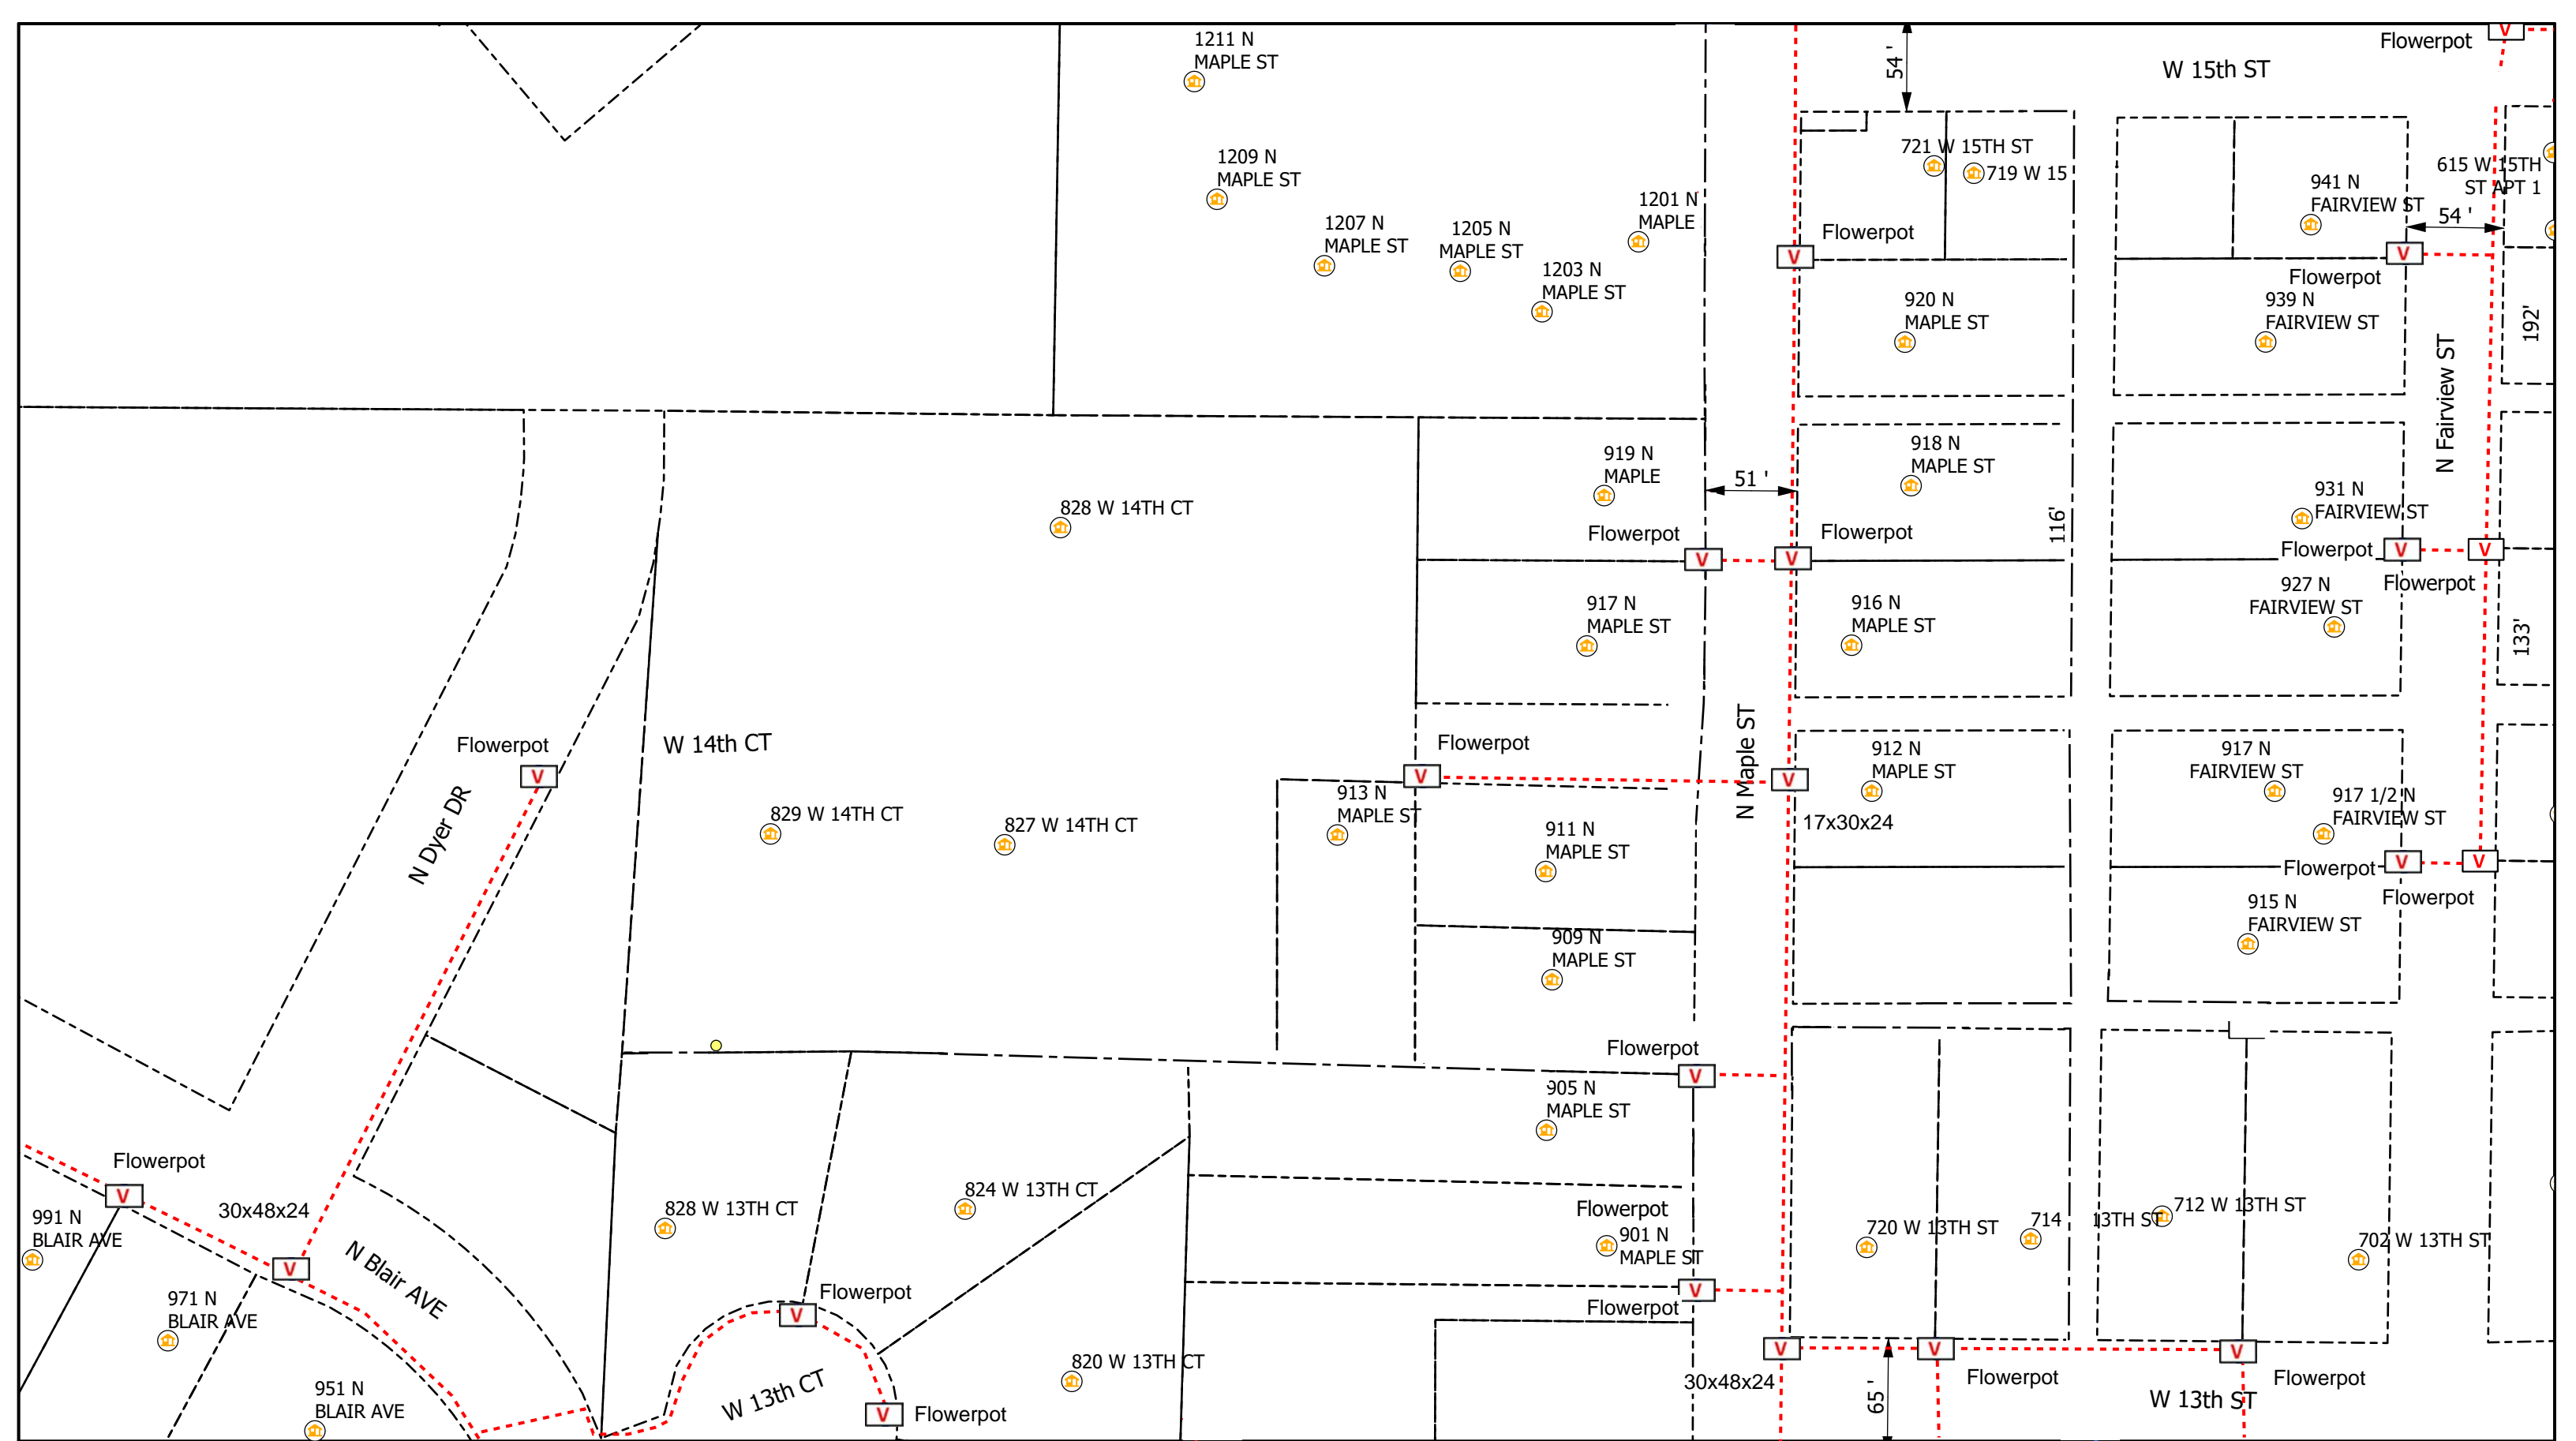 1211 N
MAPLE ST
54 '
Flowerpot
V
W 15th ST
1209 N
MAPLE ST
721 W 15TH ST
719 W 15
615 W 15TH
ST APT 1
941 N
FAIRVIEW ST
54 '
1207 N
MAPLE ST
1205 N
MAPLE ST
1201 N
MAPLE
1203 N
MAPLE ST
Flowerpot
V
V
Flowerpot
920 N
MAPLE ST
939 N
FAIRVIEW ST
192'
N Fairview ST
919 N
MAPLE
51 '
918 N
MAPLE ST
828 W 14TH CT
931 N
FAIRVIEW ST
116'
Flowerpot
V
V
Flowerpot
Flowerpot
V
V
Flowerpot
917 N
MAPLE ST
916 N
MAPLE ST
927 N
FAIRVIEW ST
133'
Flowerpot
V
W 14th CT
Flowerpot
V
N Maple ST
V
17x30x24
912 N
MAPLE ST
917 N
FAIRVIEW ST
917 1/2 N
FAIRVIEW ST
N Dyer DR
829 W 14TH CT
827 W 14TH CT
913 N
MAPLE ST
911 N
MAPLE ST
Flowerpot
V
V
Flowerpot
915 N
FAIRVIEW ST
909 N
MAPLE ST
Flowerpot
V
905 N
MAPLE ST
Flowerpot
V
30x48x24
V
991 N
BLAIR AVE
N Blair AVE
828 W 13TH CT
824 W 13TH CT
Flowerpot
901 N
MAPLE ST
720 W 13TH ST
714
13TH ST
712 W 13TH ST
702 W 13TH ST
971 N
BLAIR AVE
Flowerpot
V
V
Flowerpot
951 N
BLAIR AVE
W 13th CT
V
Flowerpot
820 W 13TH CT
V
30x48x24
65 '
V
Flowerpot
W 13th ST
V
Flowerpot